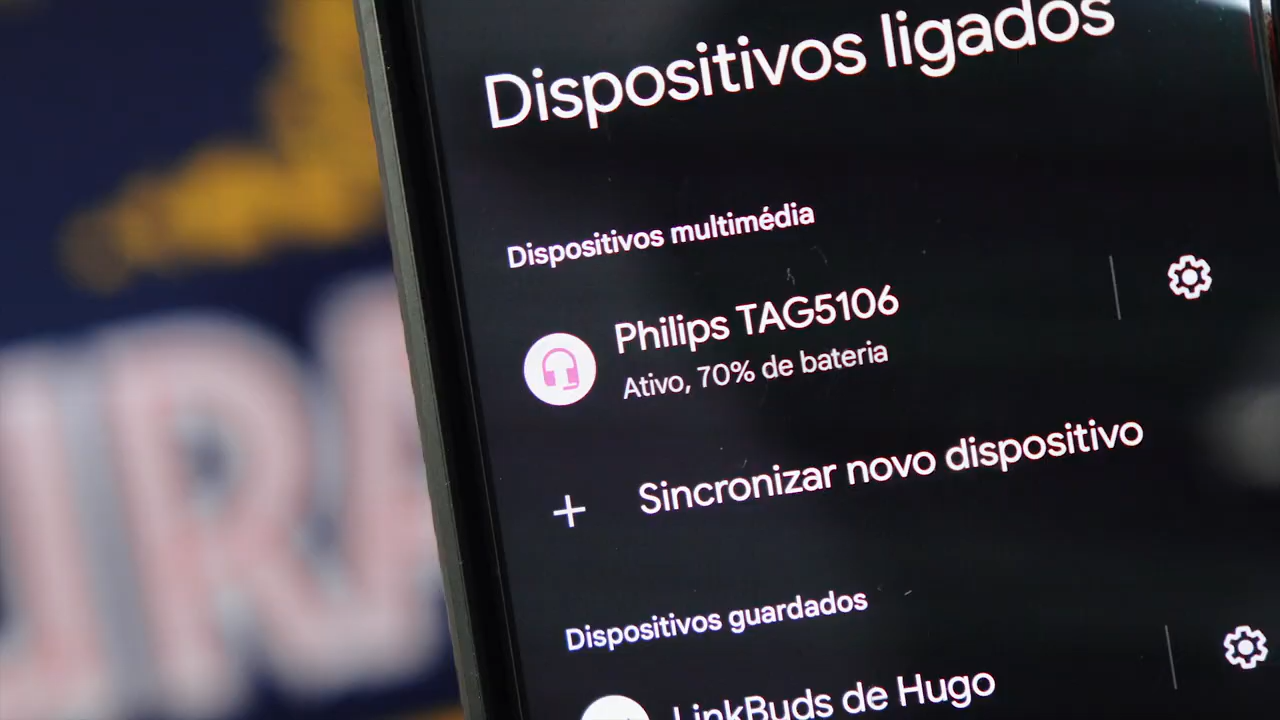 Dispositivos ligados
Dispositivos multimédia
Philips TAG5106
Ativo, 70% de bateria
Sincronizar novo dispositivo
Dispositivos guardados
LinkBuds de Hugo